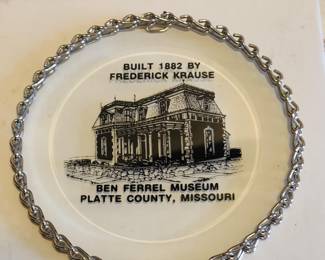 BUILT 1882 BY
FREDERICK KRAUSE
BEN FERREL MUSEUM
PLATTE COUNTY, MISSOURI